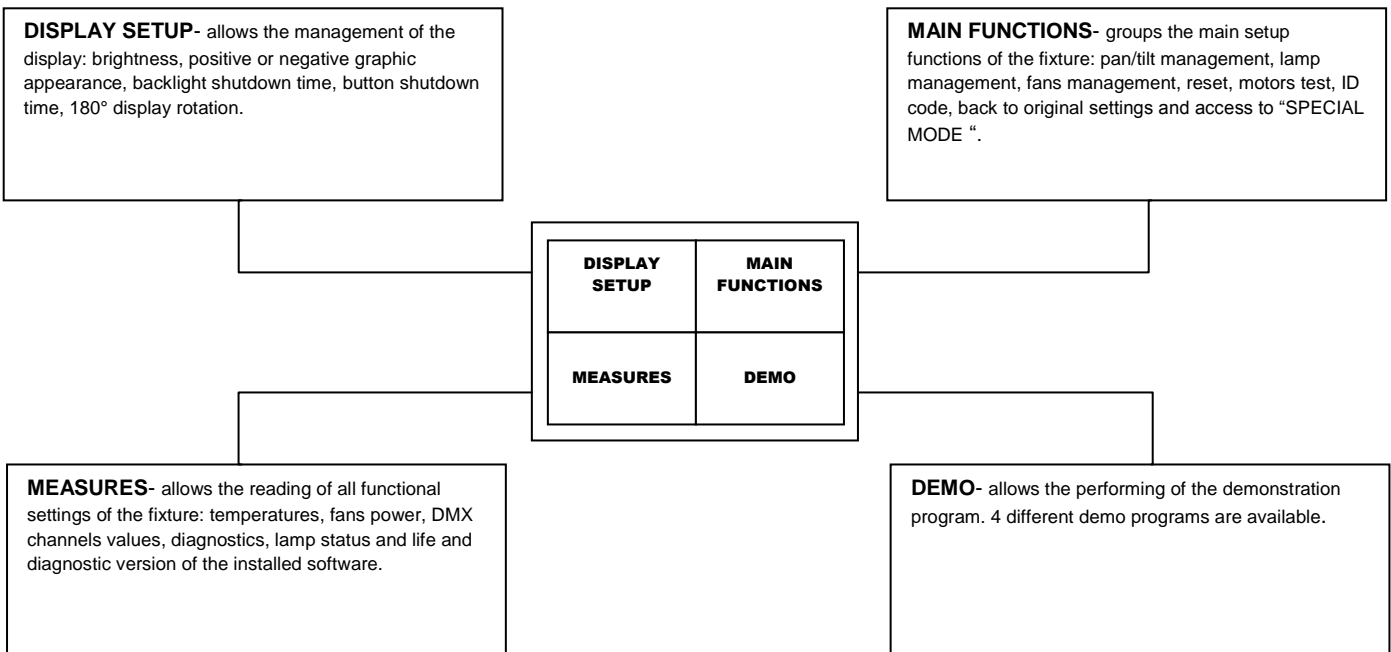 DISPLAY SETUP- allows the management of the
display: brightness, positive or negative graphic
appearance, backlight shutdown time, button shutdown
time, 180° display rotation.
MAIN FUNCTIONS- groups the main setup
functions of the fixture: pan/tilt management, lamp
management, fans management, reset, motors test, ID
code, back to original settings and access to “SPECIAL
MODE “.
DISPLAY
SETUP
MAIN
FUNCTIONS
MEASURES
DEMO
MEASURES- allows the reading of all functional
settings of the fixture: temperatures, fans power, DMX
channels values, diagnostics, lamp status and life and
diagnostic version of the installed software.
DEMO- allows the performing of the demonstration
program. 4 different demo programs are available.